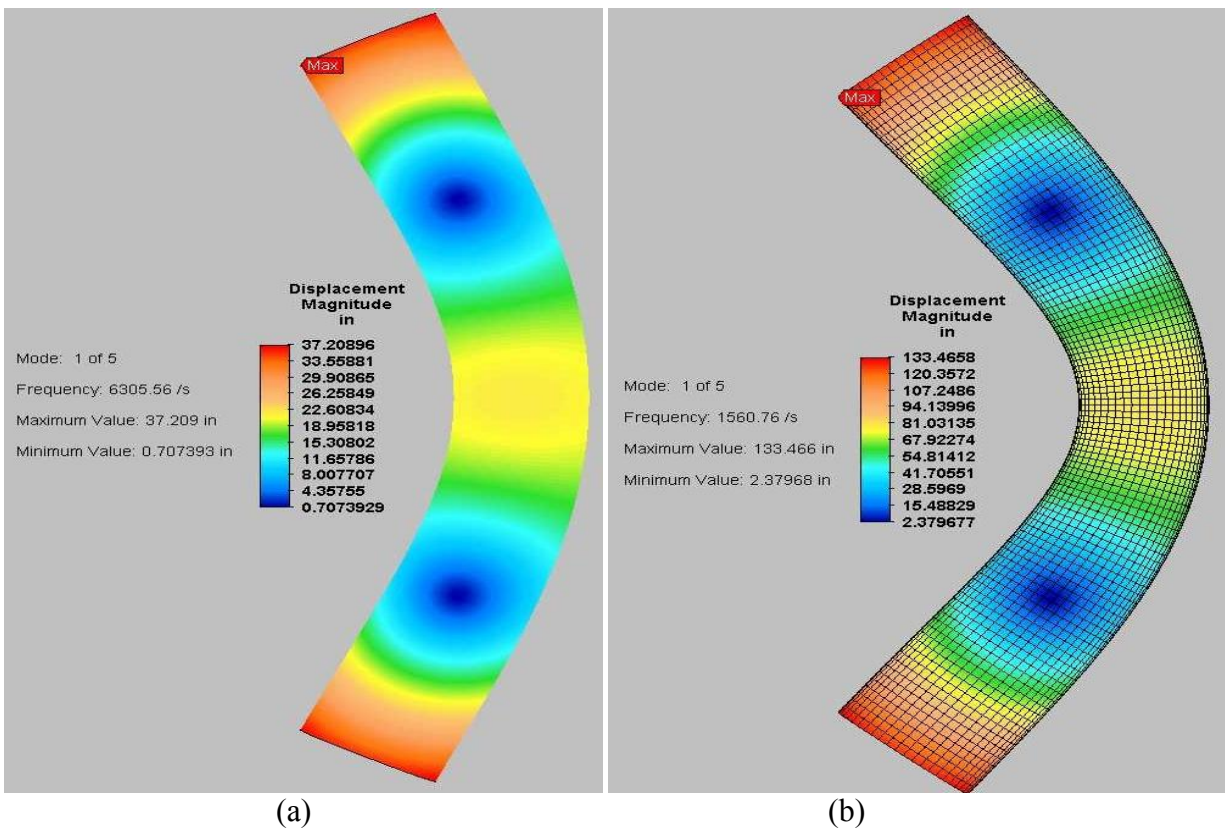 Max
Displacement
Magnitude
in
37.20896
33.55881
29.90865
26.25849
22.60834
18.95818
15.30802
11.65786
8.007707
4.35755
0.7073929
Mode: 1 of 5
Frequency: 6305.56 /s
Maximum Value: 37.209 in
Minimum Value: 0.707393 in
(a)
Max
Displacement
Magnitude
in
133.4658
120.3572
107.2486
94.13996
81.03135
67.92274
54.81412
41.70551
28.5969
15.48829
2.379677
Mode: 1 of 5
Frequency: 1560.76 /s
Maximum Value: 133.466 in
Minimum Value: 2.37968 in
(b)